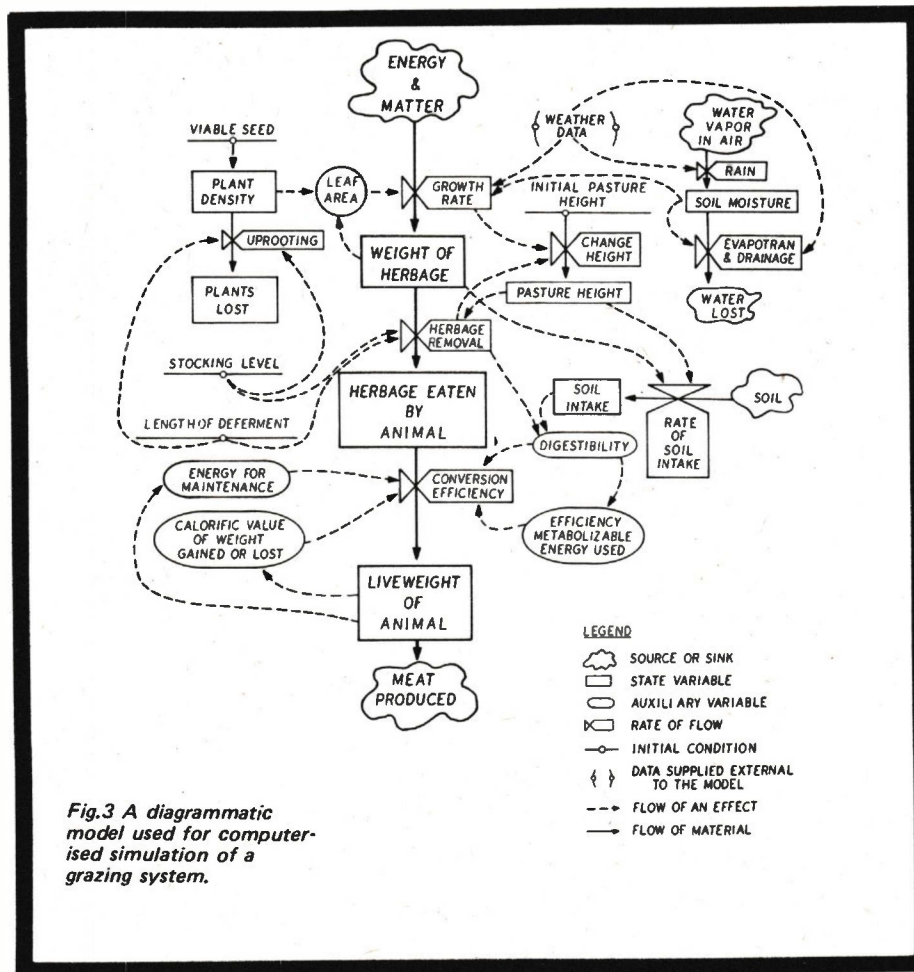 ENERGY
&
MATTER
VIABLE SEED
WEATHER
DATA
WATER
VAPOR
IN AIR
RAIN
PLANT
DENSITY
LEAF
AREA
GROWTH
RATE
INITIAL PASTURE
HEIGHT
SOIL MOISTURE
UPROOTING
WEIGHT OF
HERBAGE
CHANGE
HEIGHT
EVAPOTRAN
& DRAINAGE
PLANTS
LOST
PASTURE HEIGHT
WATER
LOST
HERBAGE
REMOVAL
STOCKING LEVEL
HERBAGE EATEN
BY
ANIMAL
SOIL
INTAKE
SOIL
RATE
OF
SOIL
INTAKE
LENGTH OF DEFERMENT
DIGESTIBILITY
ENERGY FOR
MAINTENANCE
CONVERSION
EFFICIENCY
CALORIFIC VALUE
OF WEIGHT
GAINED OR LOST
EFFICIENCY
METABOLIZABLE
ENERGY USED
LIVEWEIGHT
OF
ANIMAL
MEAT
PRODUCED
LEGEND
SOURCE OR SINK
STATE VARIABLE
AUXILIARY VARIABLE
RATE OF FLOW
INITIAL CONDITION
DATA SUPPLIED EXTERNAL
TO THE MODEL
FLOW OF AN EFFECT
FLOW OF MATERIAL
Fig.3 A diagrammatic
model used for computer-
ised simulation of a
grazing system.